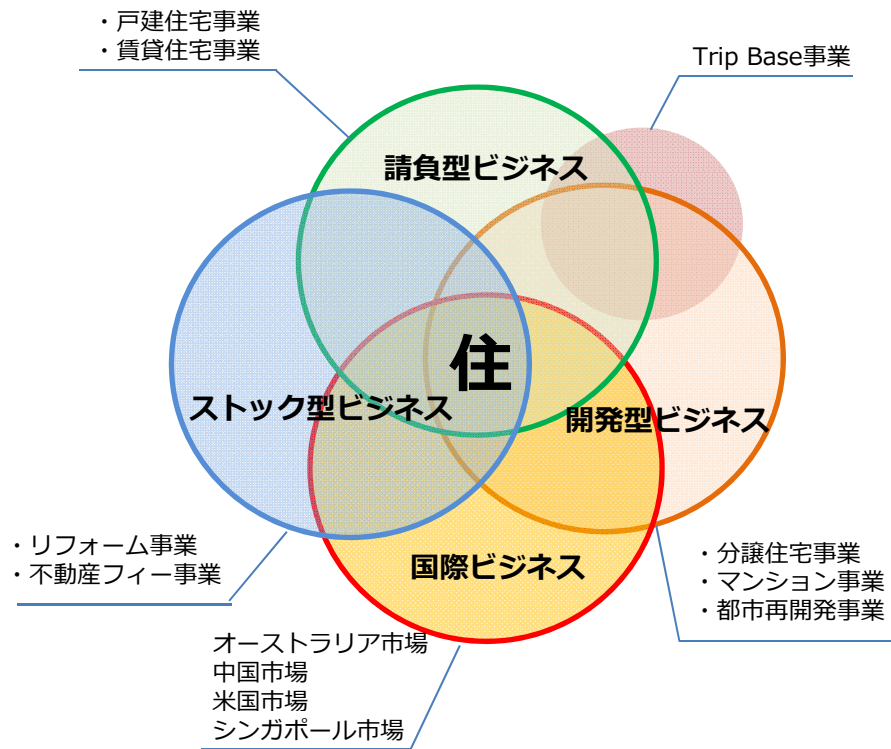 ・戸建住宅事業
・賃貸住宅事業
Trip Base事業
請負型ビジネス
住
ストック型ビジネス
開発型ビジネス
・リフォーム事業
・不動産フィー事業
国際ビジネス
・分譲住宅事業
・マンション事業
・都市再開発事業
オーストラリア市場
中国市場
米国市場
シンガポール市場